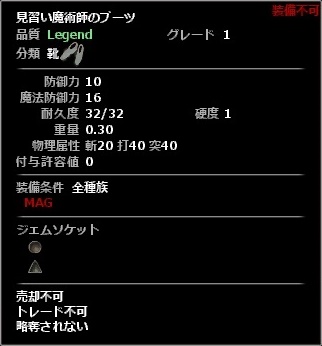 装備不可
見習い魔術師のブーツ
品質 Legend グレード 1
分類 靴
防御力 10
魔法防御力 16
耐久度 32/32 硬度 1
重量 0.30
物理属性 斬20 打40 突40
付与許容値 0
装備条件 全種族
MAG
ジェムソケット
売却不可
トレード不可
略奪されない